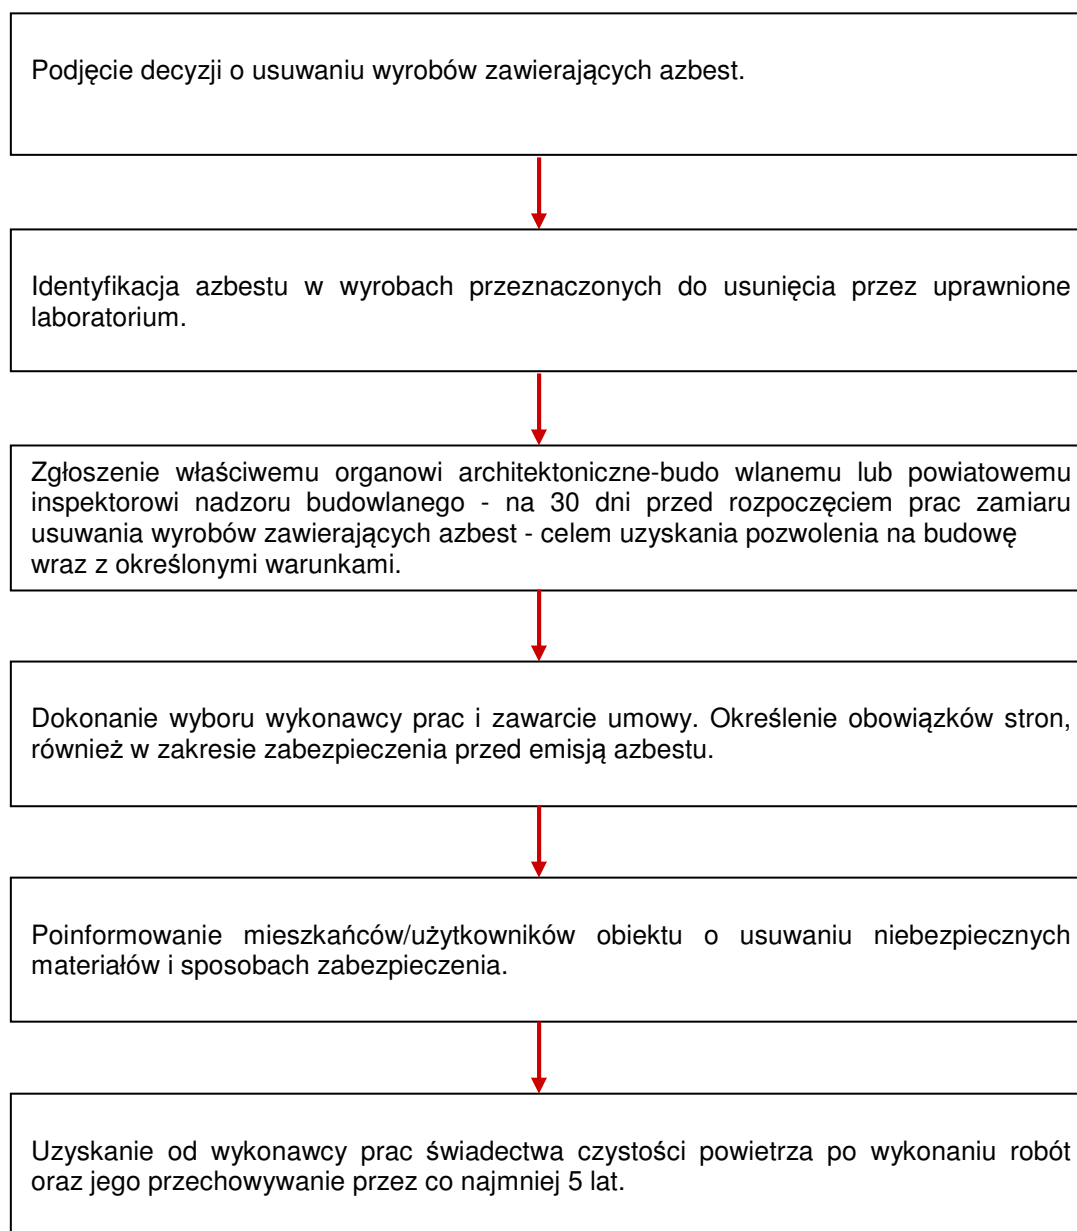 Podjęcie decyzji o usuwaniu wyrobów zawierających azbest.
Identyfikacja azbestu w wyrobach przeznaczonych do usunięcia przez uprawnione
laboratorium.
Zgłoszenie właściwemu organowi architektoniczne-budo wlanemu lub powiatowemu
inspektorowi nadzoru budowlanego - na 30 dni przed rozpoczęciem prac zamiaru
usuwania wyrobów zawierających azbest - celem uzyskania pozwolenia na budowę
wraz z określonymi warunkami.
Dokonanie wyboru wykonawcy prac i zawarcie umowy. Określenie obowiązków stron,
również w zakresie zabezpieczenia przed emisją azbestu.
Poinformowanie mieszkańców/użytkowników obiektu o usuwaniu niebezpiecznych
materiałów i sposobach zabezpieczenia.
Uzyskanie od wykonawcy prac świadectwa czystości powietrza po wykonaniu robót
oraz jego przechowywanie przez co najmniej 5 lat.